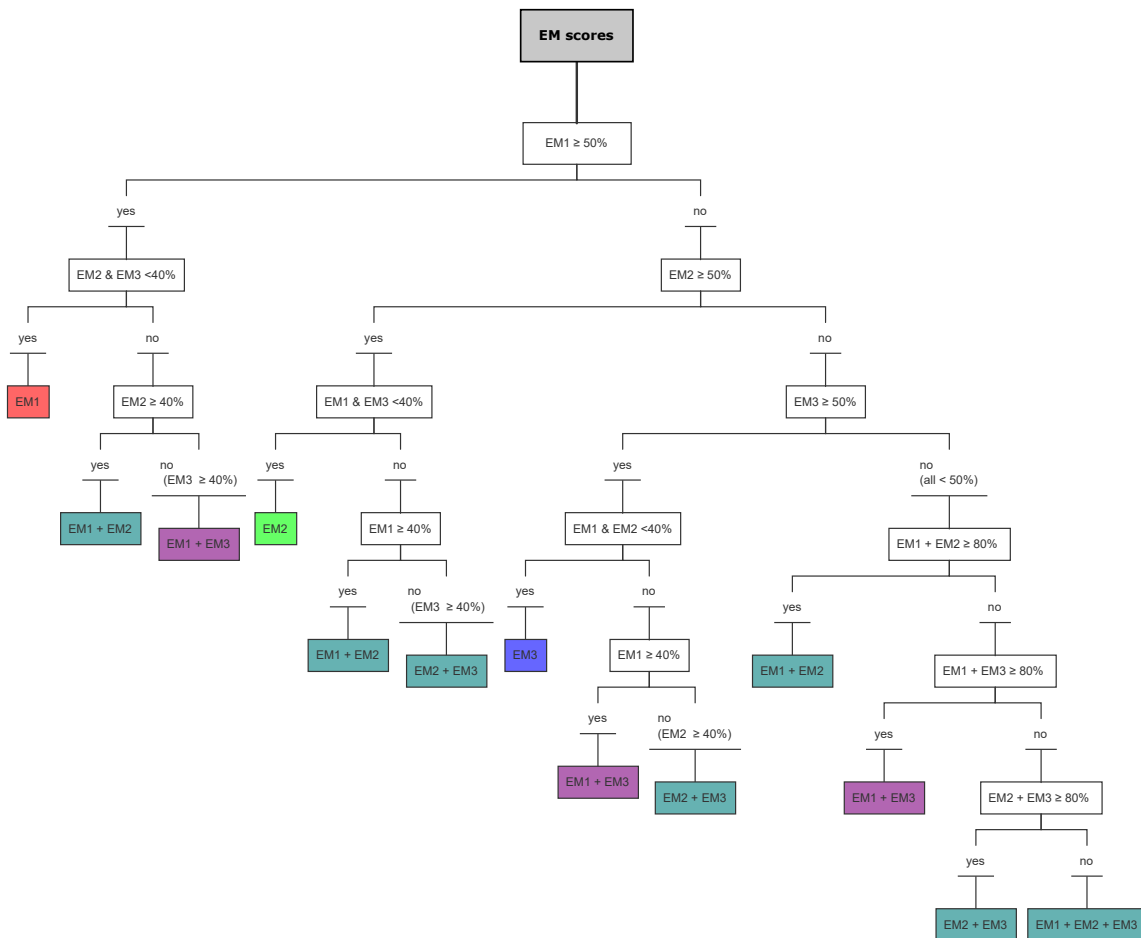 EM scores
EM1 ≥ 50%
yes
no
EM2 & EM3 <40%
EM2 ≥ 50%
yes
no
yes
no
EM1
EM2 ≥ 40%
EM1 & EM3 <40%
EM3 ≥ 50%
yes
no
(EM3 ≥ 40%)
yes
no
yes
no
(all < 50%)
EM1 + EM2
EM1 + EM3
EM2
EM1 ≥ 40%
EM1 & EM2 <40%
EM1 + EM2 ≥ 80%
yes
no
(EM3 ≥ 40%)
yes
no
yes
no
EM1 + EM2
EM2 + EM3
EM3
EM1 ≥ 40%
EM1 + EM2
EM1 + EM3 ≥ 80%
yes
no
(EM2 ≥ 40%)
yes
no
EM1 + EM3
EM2 + EM3
EM1 + EM3
EM2 + EM3 ≥ 80%
yes
no
EM2 + EM3
EM1 + EM2 + EM3